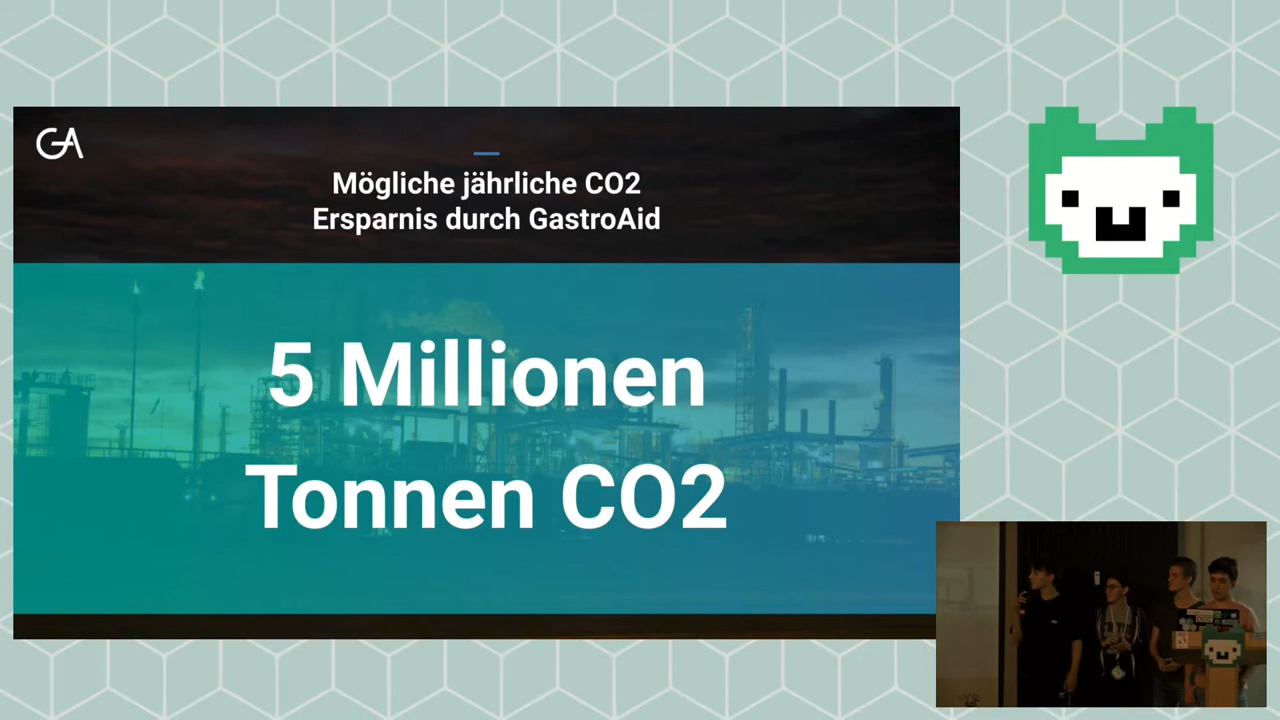 GA
Mögliche jährliche CO2
Ersparnis durch GastroAid
5 Millionen
Tonnen CO2